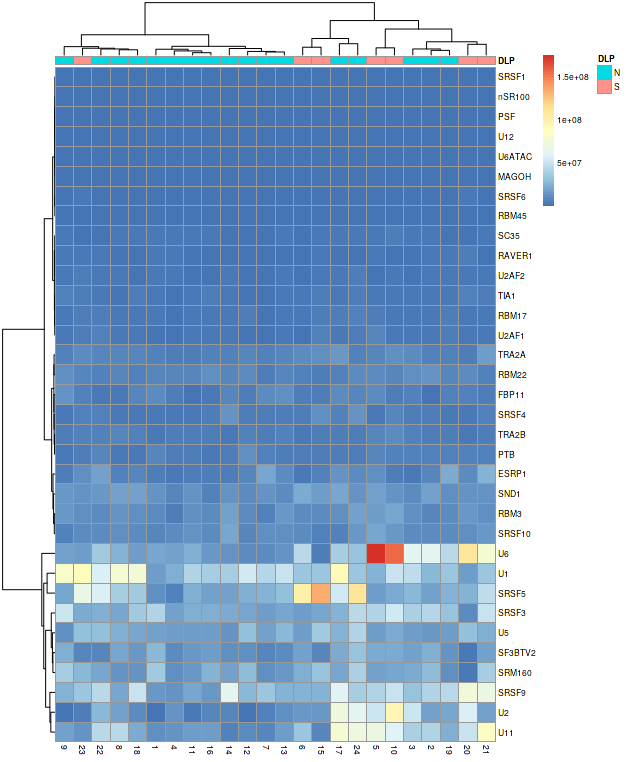 DLP
DLP
N
S
1.5e+08
1e+08
5e+07
SRSF1
nSR100
PSF
U12
U6ATAC
MAGOH
SRSF6
RBM45
SC35
RAVER1
U2AF2
TIA1
RBM17
U2AF1
TRA2A
RBM22
FBP11
SRSF4
TRA2B
PTB
ESRP1
SND1
RBM3
SRSF10
U6
U1
SRSF5
SRSF3
U5
SF3BTV2
SRM160
SRSF9
U2
U11
9 23 22 8 18 1 4 11 16 14 12 7 13 6 15 17 24 5 10 3 2 19 20 21